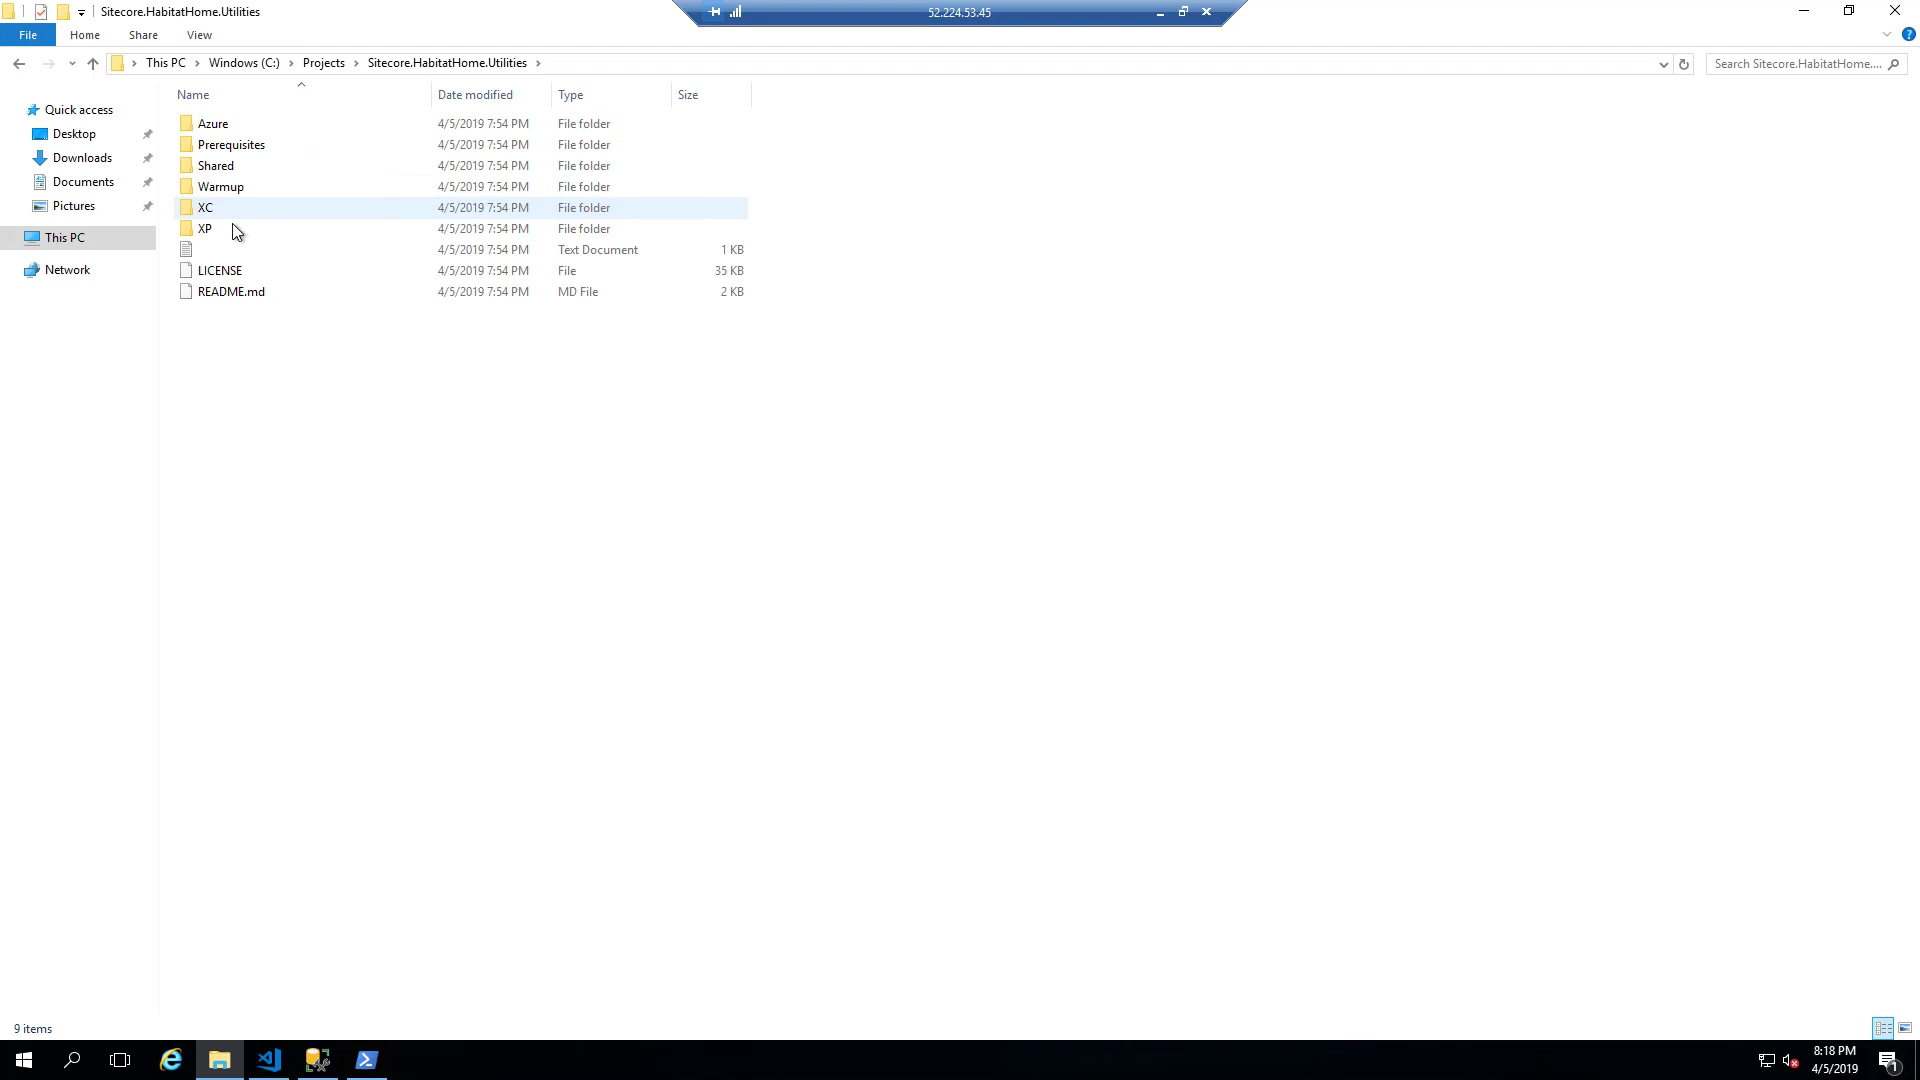 Sitecore.HabitatHome.Utilities
52.224.53.45
File Home Share View
This PC Windows (C:) Projects Sitecore.HabitatHome.Utilities
Search Sitecore.HabitatHome....
Name Date modified Type Size
Quick access
Desktop
Downloads
Documents
Pictures
This PC
Network
Azure 4/5/2019 7:54 PM File folder
Prerequisites 4/5/2019 7:54 PM File folder
Shared 4/5/2019 7:54 PM File folder
Warmup 4/5/2019 7:54 PM File folder
XC 4/5/2019 7:54 PM File folder
XP 4/5/2019 7:54 PM File folder
4/5/2019 7:54 PM Text Document 1 KB
LICENSE 4/5/2019 7:54 PM File 35 KB
README.md 4/5/2019 7:54 PM MD File 2 KB
9 items
8:18 PM
4/5/2019
1